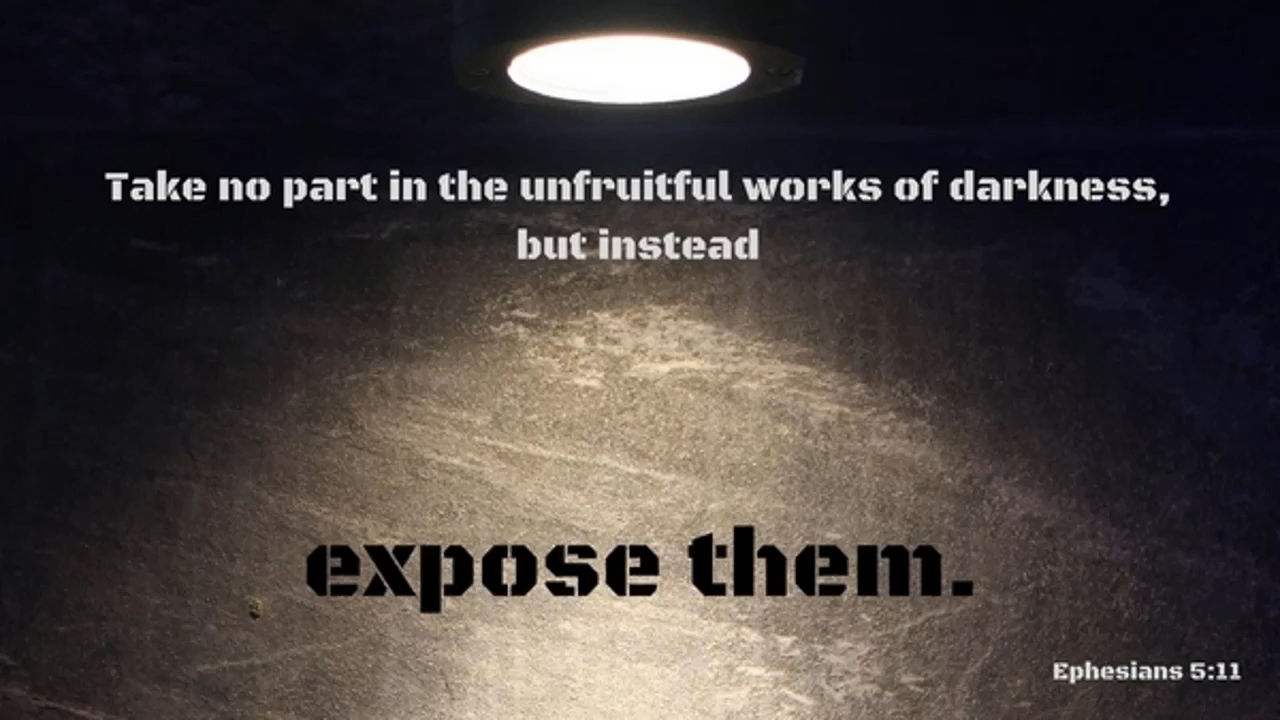 Take no part in the unfruitful works of darkness,
but instead
expose them.
Ephesians 5:11